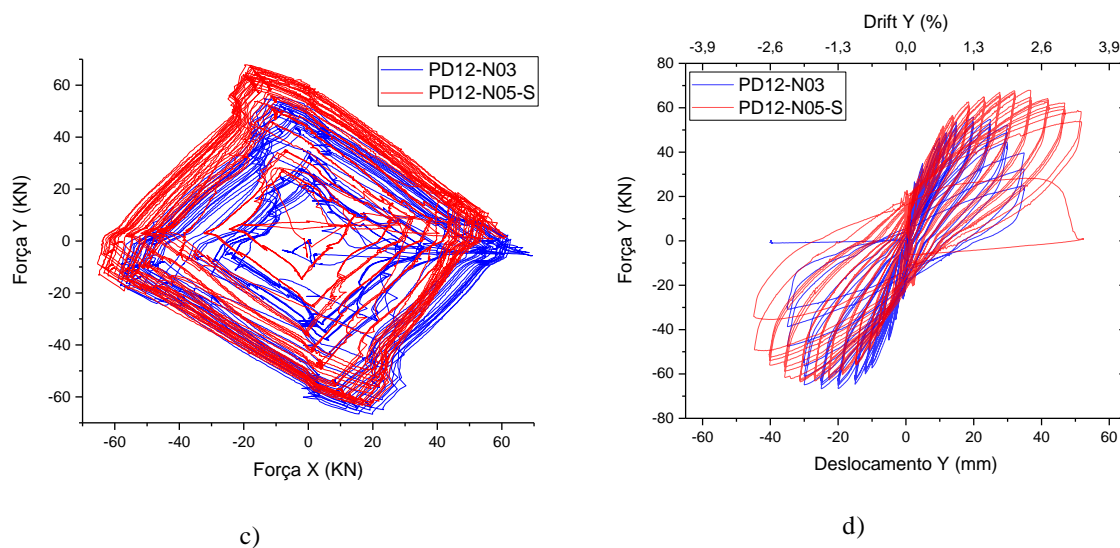 PD12-N03
PD12-N05-S
80
60
40
20
0
-20
-40
-60
Força Y (KN)
-60 -40 -20 0 20 40 60
Força X (KN)
c)
Drift Y (%)
-3,9 -2,6 -1,3 0,0 1,3 2,6 3,9
PD12-N03
PD12-N05-S
80
60
40
20
0
-20
-40
-60
-80
Força Y (KN)
-60 -40 -20 0 20 40 60
Deslocamento Y (mm)
d)